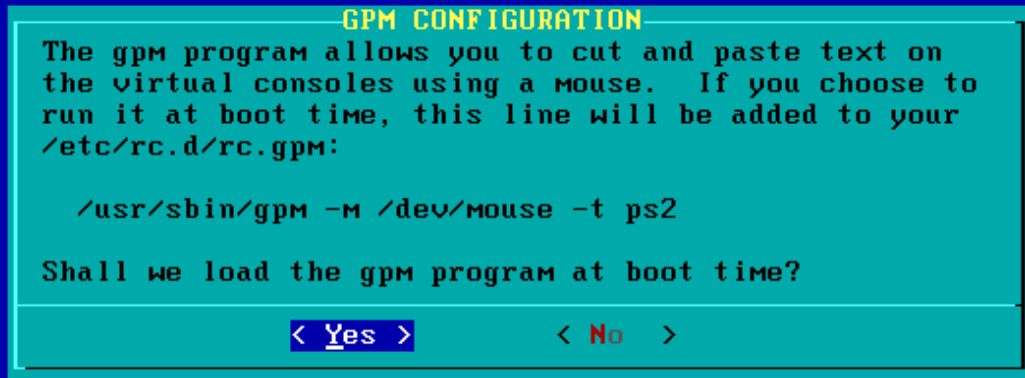 GPM CONFIGURATION
The gpm program allows you to cut and paste text on
the virtual consoles using a mouse.  If you choose to
run it at boot time, this line will be added to your
/etc/rc.d/rc.gpm:
/usr/sbin/gpm -m /dev/mouse -t ps2
Shall we load the gpm program at boot time?
< Yes > < No >